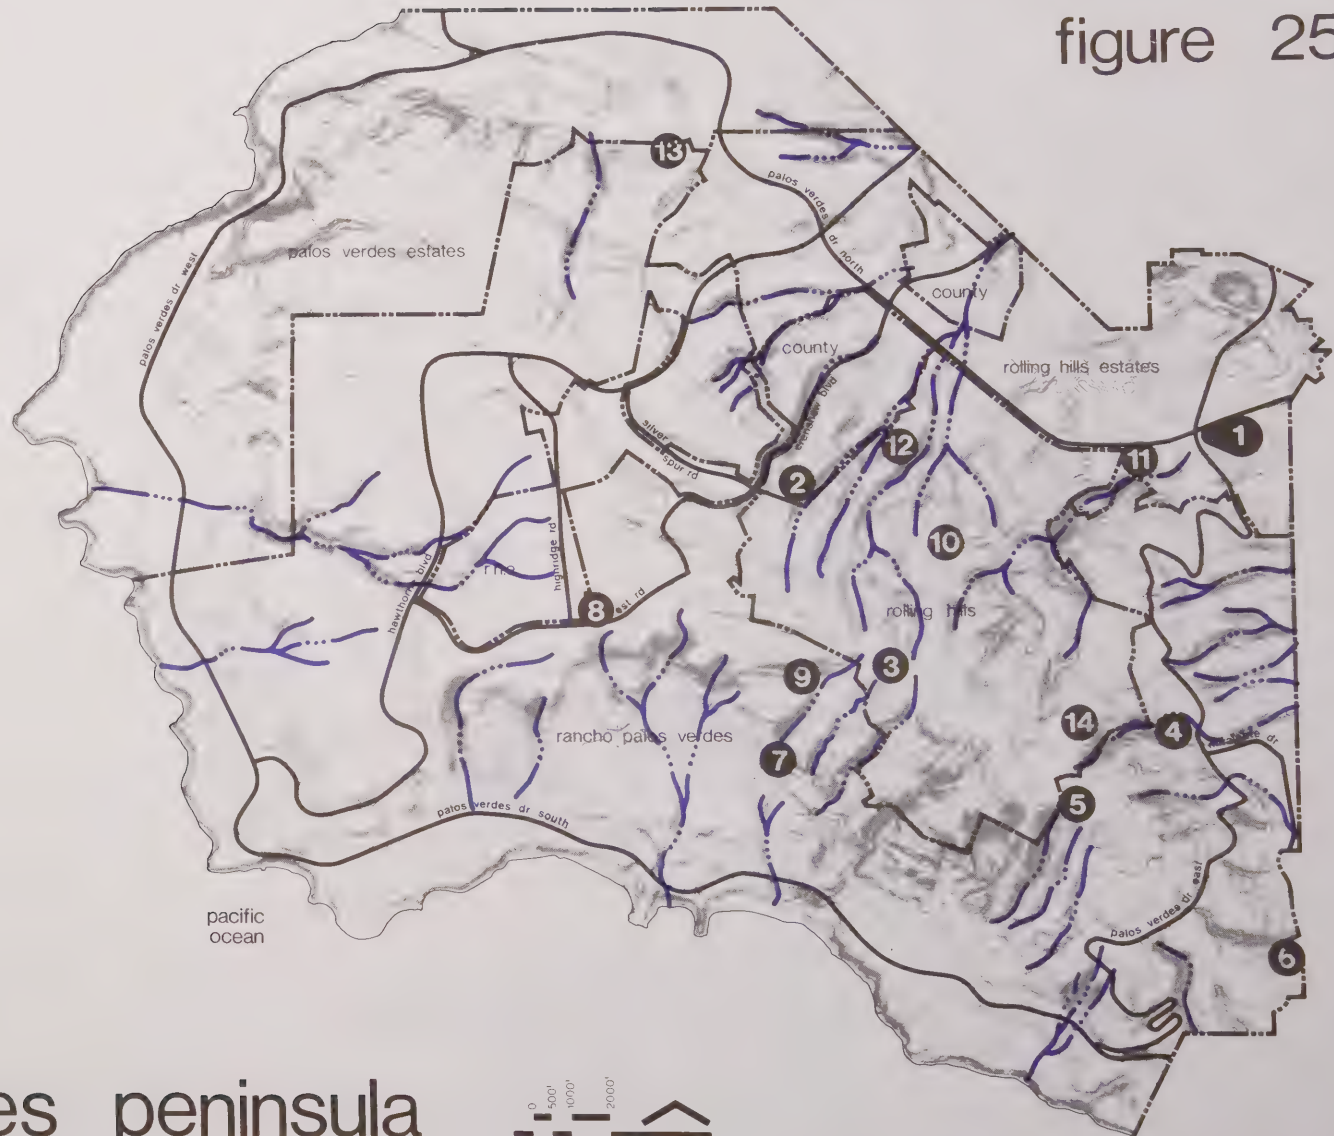 figure 25
13
palos verdes dr north
palos verdes estates
palos verdes dr west
county
county
rolling hills estates
crenshaw blvd
silver spur rd
1
12
11
2
highridge rd
10
hawthorne blvd
8
rolling hills
3
9
14
4
rancho palos verdes
7
5
palos verdes dr south
palos verdes dr east
pacific
ocean
6
peninsula
0 500' 1000' 2000'